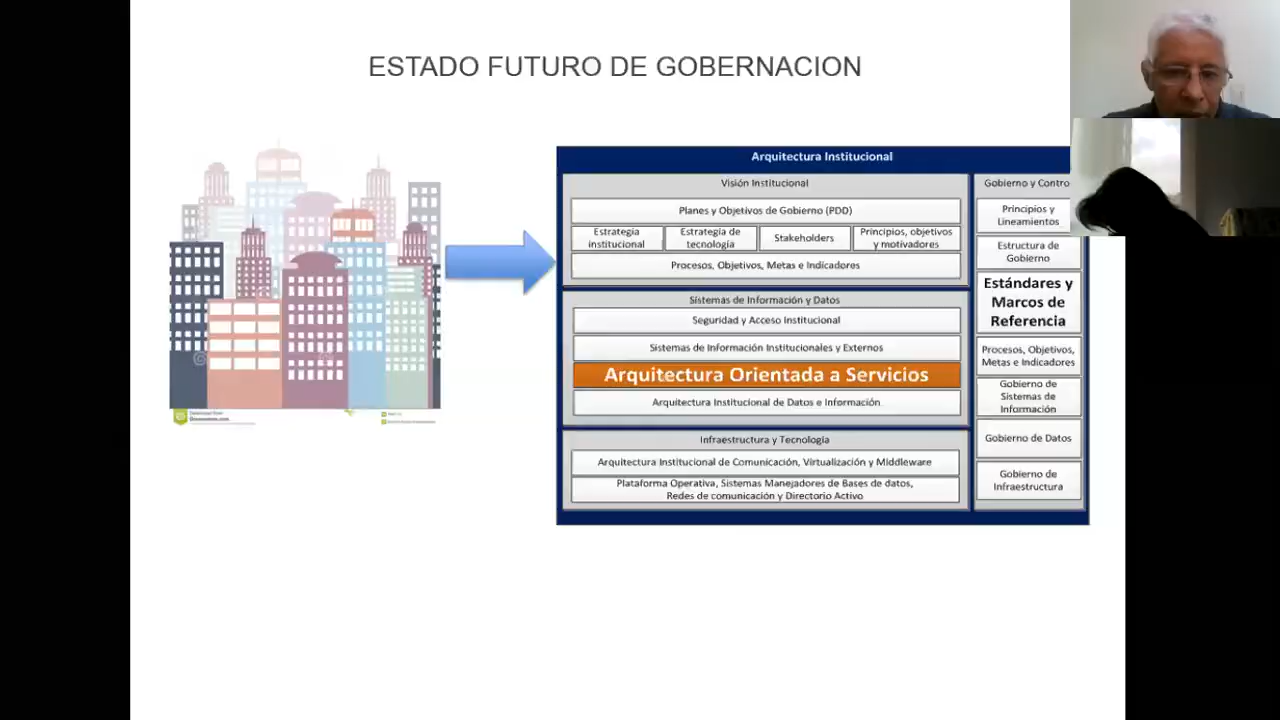 ESTADO FUTURO DE GOBERNACION
Arquitectura Institucional
Visión Institucional
Planes y Objetivos de Gobierno (PDD)
Estrategia
institucional
Estrategia de
tecnología
Stakeholders
Principios, objetivos
y motivadores
Procesos, Objetivos, Metas e Indicadores
Sistemas de Información y Datos
Seguridad y Acceso Institucional
Sistemas de Información Institucionales y Externos
Arquitectura Orientada a Servicios
Arquitectura Institucional de Datos e Información
Infraestructura y Tecnología
Arquitectura Institucional de Comunicación, Virtualización y Middleware
Plataforma Operativa, Sistemas Manejadores de Bases de datos,
Redes de comunicación y Directorio Activo
Gobierno y Contro
Principios y
Lineamientos
Estructura de
Gobierno
Estándares y
Marcos de
Referencia
Procesos, Objetivos,
Metas e Indicadores
Gobierno de
Sistemas de
Información
Gobierno de Datos
Gobierno de
Infraestructura